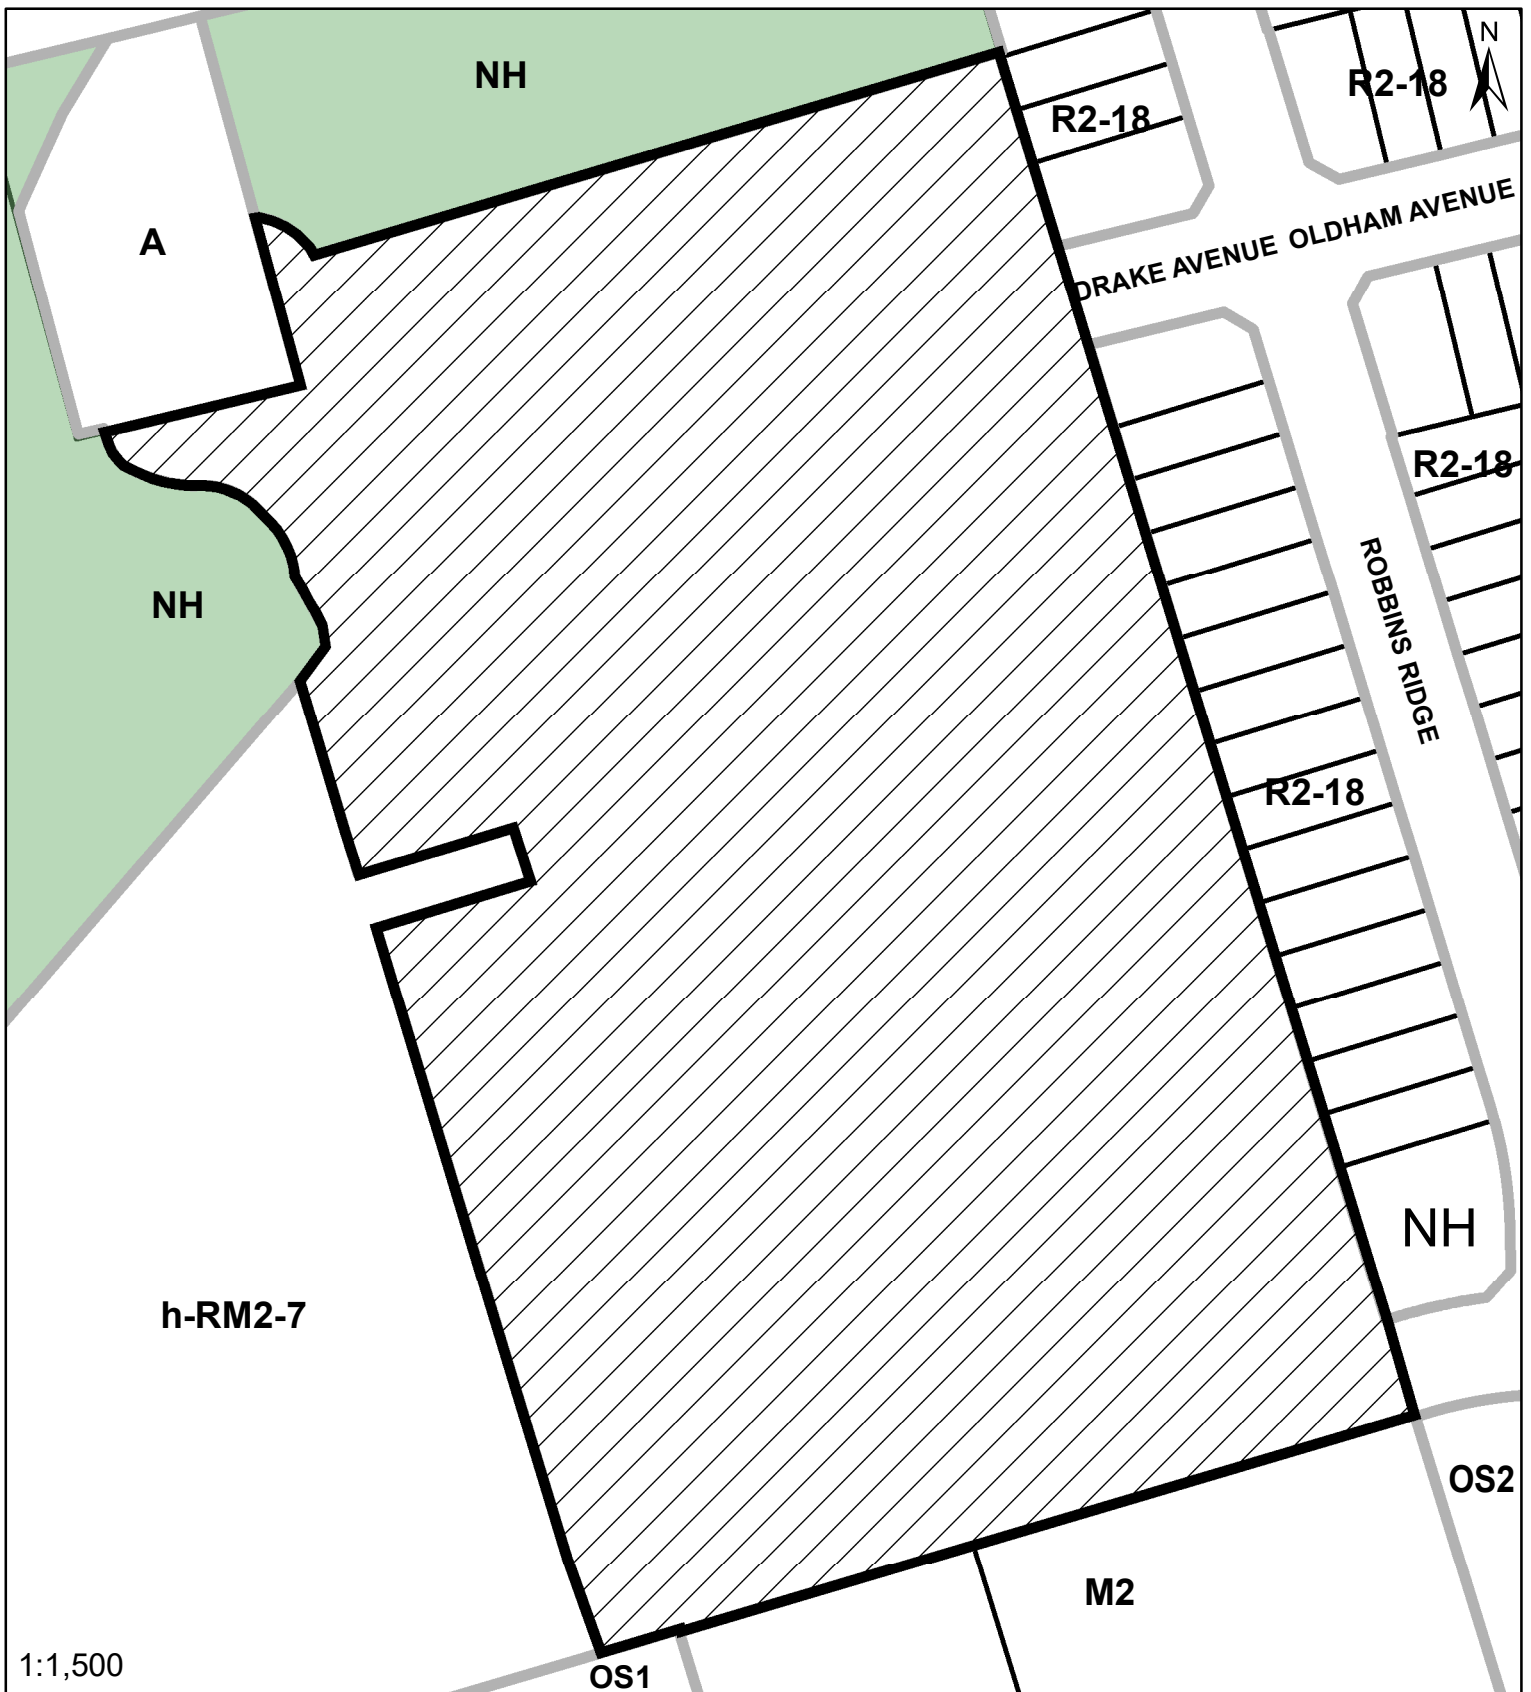 N
NH
R2-18
R2-18
A
DRAKE AVENUE
OLDHAM AVENUE
R2-18
NH
ROBBINS RIDGE
R2-18
NH
h-RM2-7
OS2
M2
1:1,500
OS1